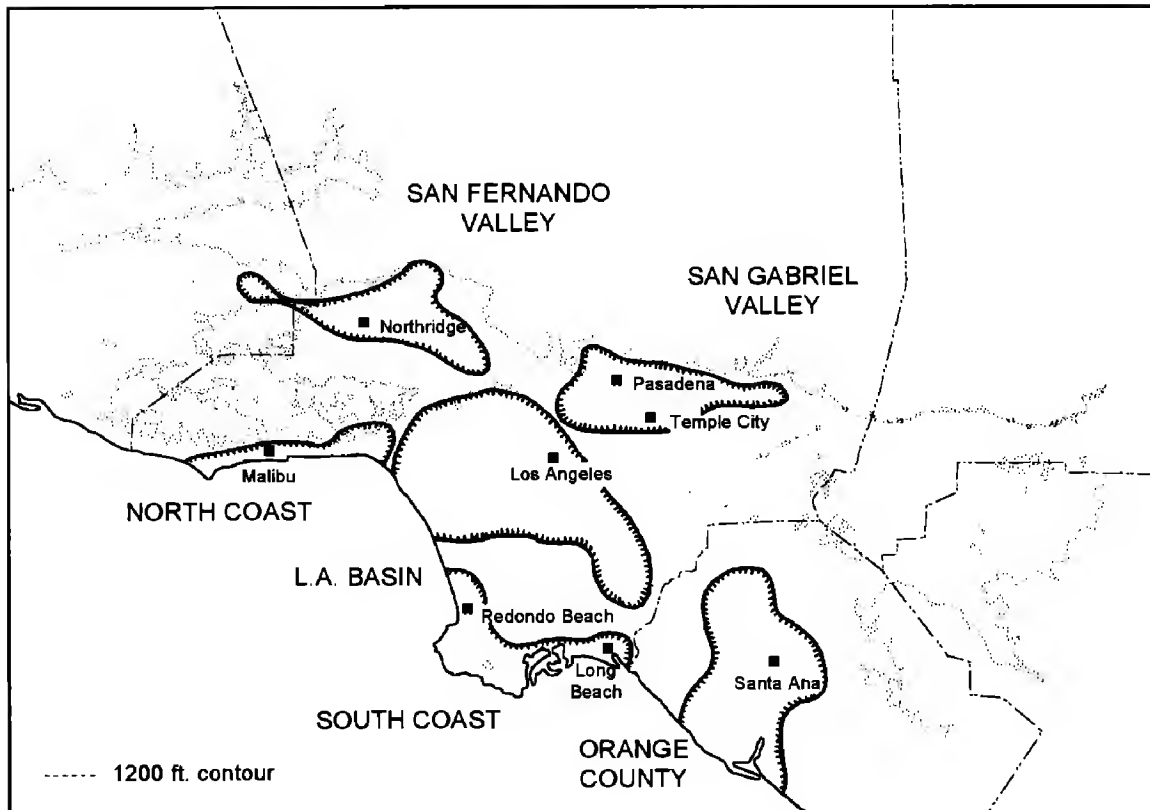 SAN FERNANDO
VALLEY
SAN GABRIEL
VALLEY
Northridge
Pasadena
Temple City
Malibu
Los Angeles
NORTH COAST
L.A. BASIN
Redondo Beach
Long
Beach
Santa Ana
SOUTH COAST
ORANGE
COUNTY
1200 ft. contour